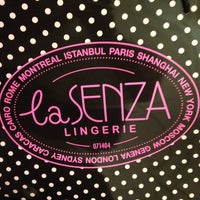 CAIRO ROME MONTREAL ISTANBUL PARIS SHANGHAI NEW YORK
la SENZA
LINGERIE
071404
MOSCOW GENEVA LONDON SYDNEY CARACAS